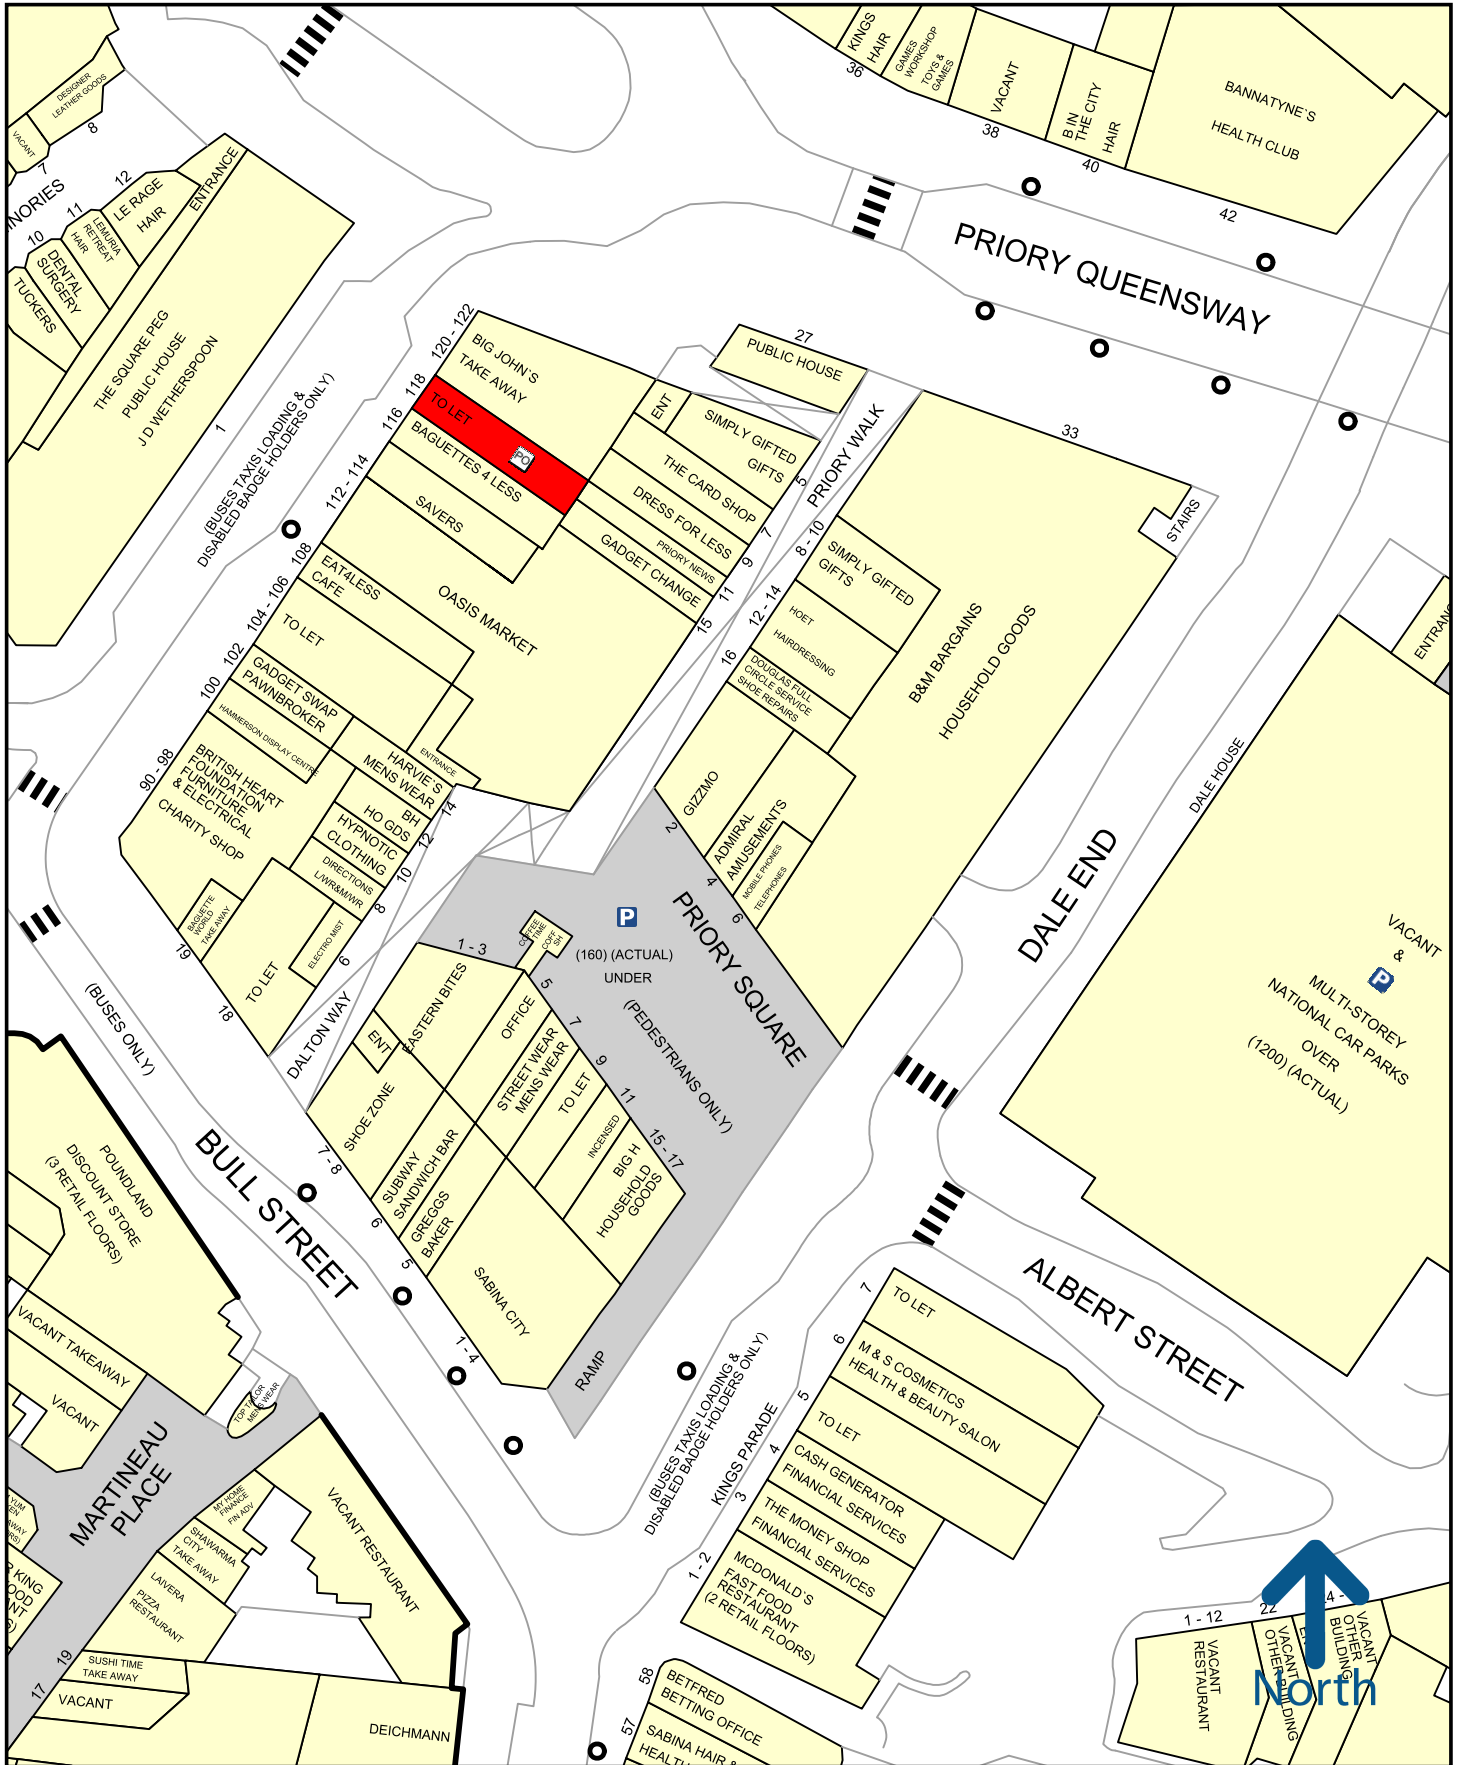 DESIGNER
LEATHER GOODS
VACANT
8
7
INORIES
12
11
10
LE RAGE
HAIR
LEMURIA
RETREAT
HAIR
DENTAL
SURGERY
TUCKERS
ENTRANCE
THE SQUARE PEG
PUBLIC HOUSE
J D WETHERSPOON
1
(BUSES TAXIS LOADING &
DISABLED BADGE HOLDERS ONLY)
KINGS
HAIR
36
GAMES
WORKSHOP
TOYS &
GAMES
VACANT
38
B IN
THE CITY
HAIR
40
BANNATYNE`S
HEALTH CLUB
42
PRIORY QUEENSWAY
27
PUBLIC HOUSE
33
STAIRS
120 - 122
BIG JOHN`S
TAKE AWAY
118
TO LET
PO
116
BAGUETTES 4 LESS
112 - 114
SAVERS
OASIS MARKET
108
EAT4LESS
CAFE
104 - 106
TO LET
102
GADGET SWAP
PAWNBROKER
100
HAMMERSON DISPLAY CENTRE
90 - 98
BRITISH HEART
FOUNDATION
FURNITURE
& ELECTRICAL
CHARITY SHOP
ENT
SIMPLY GIFTED
GIFTS
5
THE CARD SHOP
7
DRESS FOR LESS
9
PRIORY NEWS
11
GADGET CHANGE
15
PRIORY WALK
8 - 10
SIMPLY GIFTED
GIFTS
12 - 14
HOET
HAIRDRESSING
16
DOUGLAS FULL
CIRCLE SERVICE
SHOE REPAIRS
B&M BARGAINS
HOUSEHOLD GOODS
GIZZMO
2
ADMIRAL
AMUSEMENTS
4
MOBILE PHONES
TELEPHONES
6
HARVIE`S
MENS WEAR
ENTRANCE
14
BH
HO GDS
12
HYPNOTIC
CLOTHING
10
DIRECTIONS
L/WR&M/WR
8
ELECTRO MIST
6
BAGUETTE
WORLD
TAKE AWAY
19
TO LET
18
DALTON WAY
(BUSES ONLY)
P
(160) (ACTUAL)
UNDER
(PEDESTRIANS ONLY)
PRIORY SQUARE
COFFEE
TIME
COFF
SH
1 - 3
EASTERN BITES
ENT
5
OFFICE
7
STREET WEAR
MENS WEAR
9
TO LET
11
INCENSED
15 - 17
BIG H
HOUSEHOLD
GOODS
SHOE ZONE
7 - 8
SUBWAY
SANDWICH BAR
6
GREGGS
BAKER
5
SABINA CITY
1 - 4
RAMP
BULL STREET
DALE END
DALE HOUSE
ENTRAN
VACANT
&
P
MULTI-STOREY
NATIONAL CAR PARKS
OVER
(1200) (ACTUAL)
ALBERT STREET
POUNDLAND
DISCOUNT STORE
(3 RETAIL FLOORS)
VACANT TAKEAWAY
VACANT
TOP TAILOR
MENS WEAR
MARTINEAU
PLACE
MY HOME
FINANCE
FIN ADV
SHAWARMA
CITY
TAKE AWAY
LAIVERA
PIZZA
RESTAURANT
VACANT RESTAURANT
19
SUSHI TIME
TAKE AWAY
17
VACANT
DEICHMANN
(BUSES TAXIS LOADING &
DISABLED BADGE HOLDERS ONLY)
KINGS PARADE
7
TO LET
6
M & S COSMETICS
HEALTH & BEAUTY SALON
5
TO LET
4
CASH GENERATOR
FINANCIAL SERVICES
3
THE MONEY SHOP
FINANCIAL SERVICES
1 - 2
MCDONALD`S
FAST FOOD
RESTAURANT
(2 RETAIL FLOORS)
58
BETFRED
BETTING OFFICE
57
SABINA HAIR &
HEALTH
1 - 12
VACANT
RESTAURANT
22
VACANT
OTHER BUILDING
VACANT
OTHER
BUILDING
North